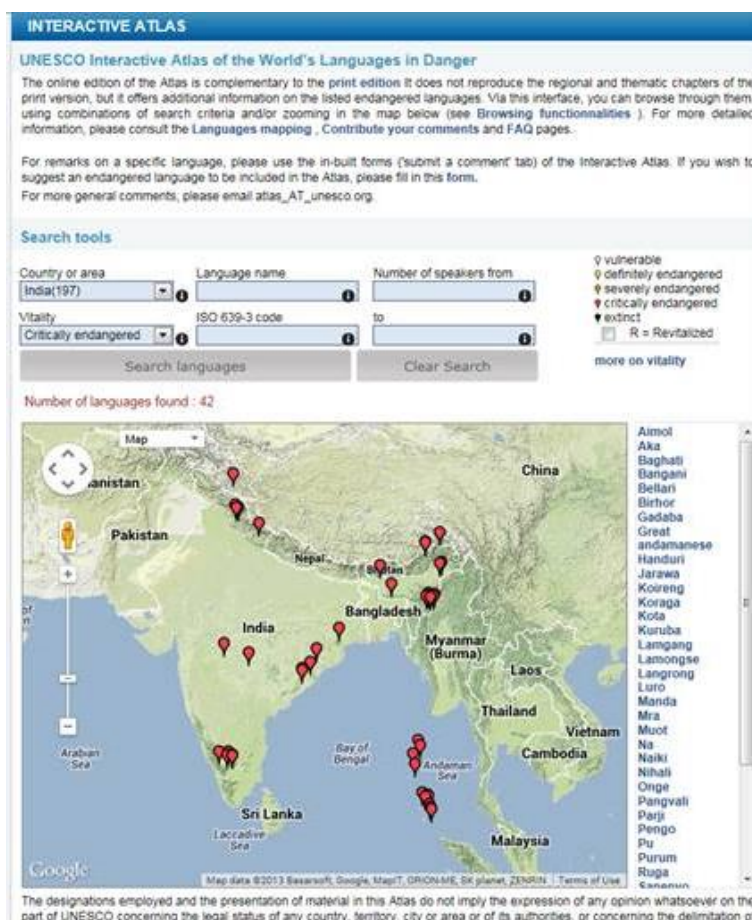 INTERACTIVE ATLAS
UNESCO Interactive Atlas of the World's Languages in Danger
The online edition of the Atlas is complementary to the print edition It does not reproduce the regional and thematic chapters of the
print version, but it offers additional information on the listed endangered languages. Via this interface, you can browse through them
using combinations of search criteria and/or zooming in the map below (see Browsing functionnalities ). For more detailed
information, please consult the Languages mapping , Contribute your comments and FAQ pages.
For remarks on a specific language, please use the in-built forms ('submit a comment' tab) of the Interactive Atlas. If you wish to
suggest an endangered language to be included in the Atlas, please fill in this form.
For more general comments, please email atlas_AT_unesco.org.
Search tools
Country or area
Language name
Number of speakers from
India(197)
Vitality
ISO 639-3 code
to
Critically endangered
Search languages
Clear Search
vulnerable
definitely endangered
severely endangered
critically endangered
extinct
R = Revitalized
more on vitality
Number of languages found : 42
Map
anistan
China
Pakistan
Nepal
Bhutan
Bangladesh
India
Myanmar
(Burma)
Laos
Thailand
Vietnam
Arabian
Sea
Bay of
Bengal
Andaman
Sea
Cambodia
Sri Lanka
Laccadive
Sea
Malaysia
Google
Map data ©2013 Basarsoft, Google, MapIT, ORION-ME, SK planet, ZENRIN
Terms of Use
Aimol
Aka
Baghati
Bangani
Bellari
Birhor
Gadaba
Great
andamanese
Handuri
Jarawa
Koireng
Koraga
Kota
Kuruba
Lamgang
Lamongse
Langrong
Luro
Manda
Mra
Muot
Na
Naiki
Nihali
Onge
Pangvali
Parji
Pengo
Pu
Purum
Ruga
The designations employed and the presentation of material in this Atlas do not imply the expression of any opinion whatsoever on the
part of UNESCO concerning the legal status of any country, territory, city or area or of its authorities, or concerning the delimitation